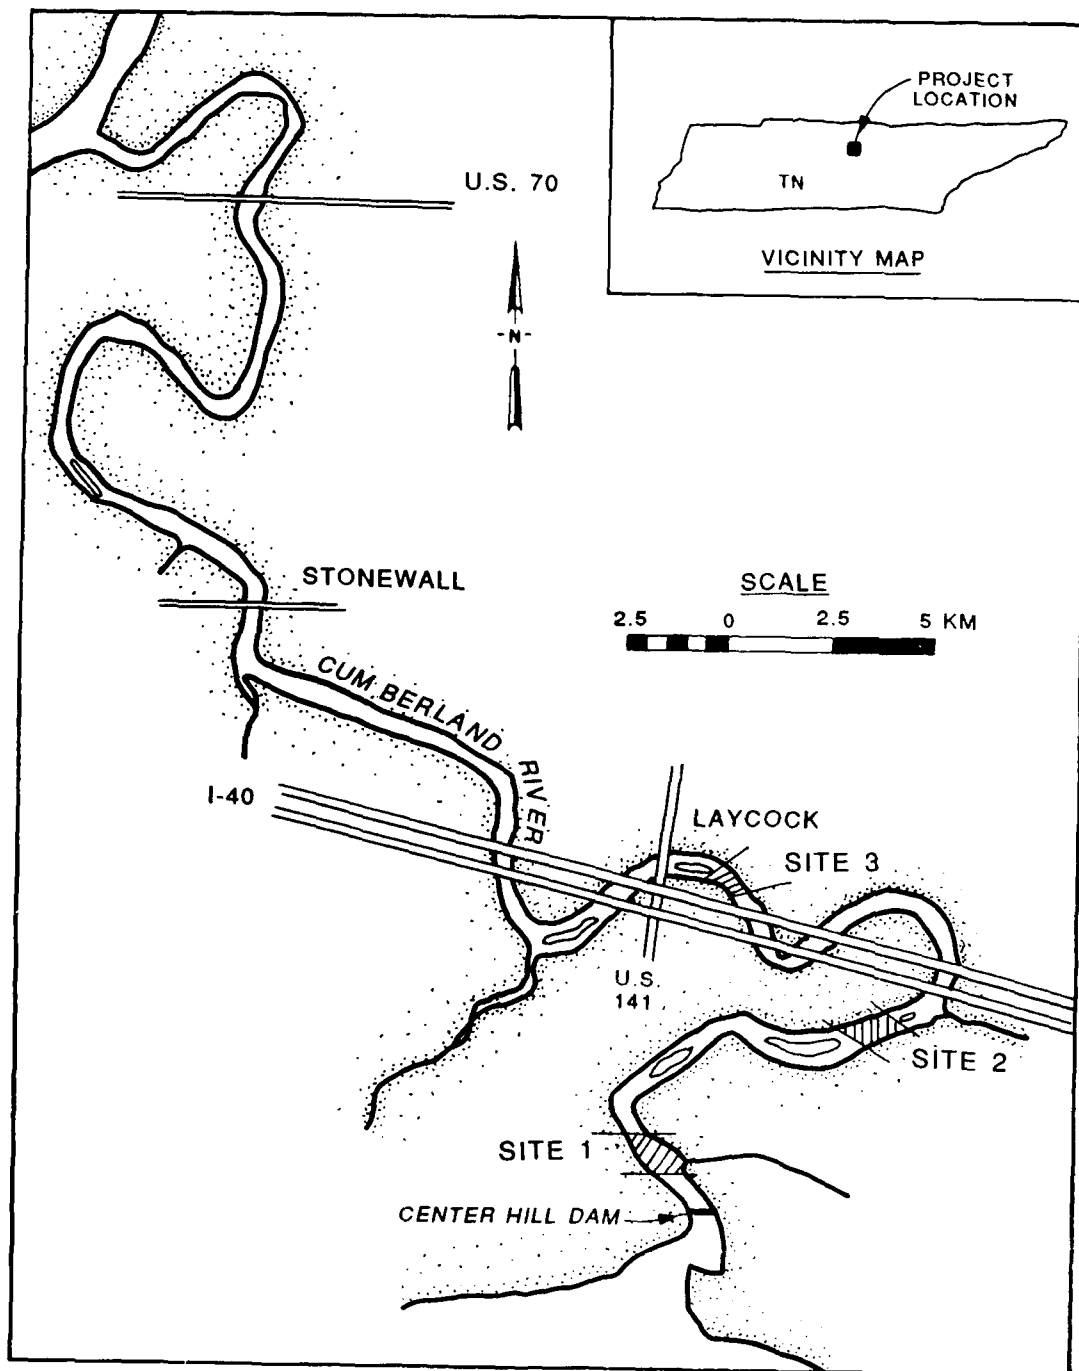 PROJECT
LOCATION
TN
VICINITY MAP
U.S. 70
-N-
STONEWALL
SCALE
2.5 0 2.5 5 KM
CUMBERLAND RIVER
I-40
LAYCOCK
SITE 3
U.S.
141
SITE 2
SITE 1
CENTER HILL DAM